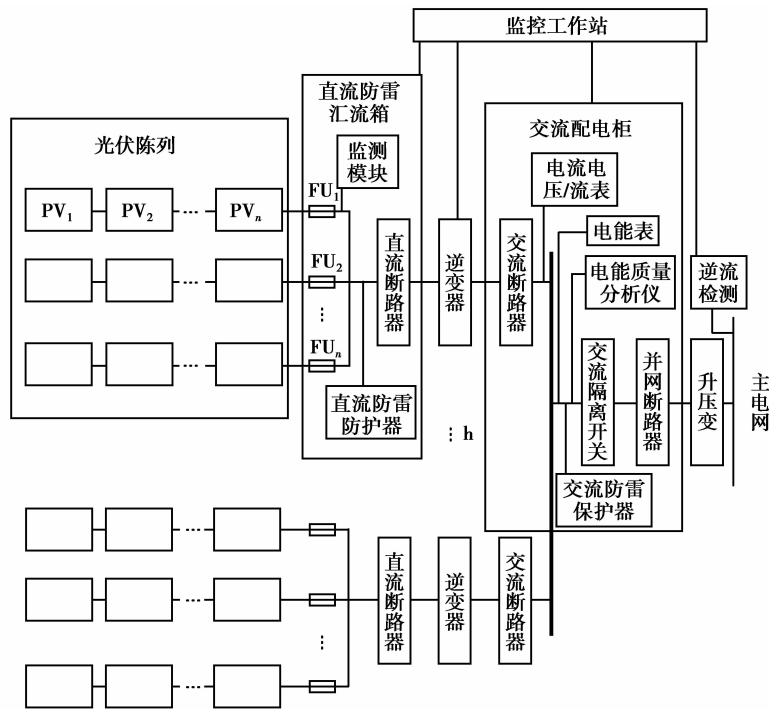 监控工作站
直流防雷
汇流箱
交流配电柜
光伏陈列
监测
模块
电流电
压/流表
PV1
PV2
PVn
FU1
电能表
直流断路器
逆变器
交流断路器
FU2
电能质量
分析仪
逆流
检测
FUn
交流隔离开关
并网断路器
升压变
主电网
直流防雷
防护器
h
交流防雷
保护器
直流断路器
逆变器
交流断路器